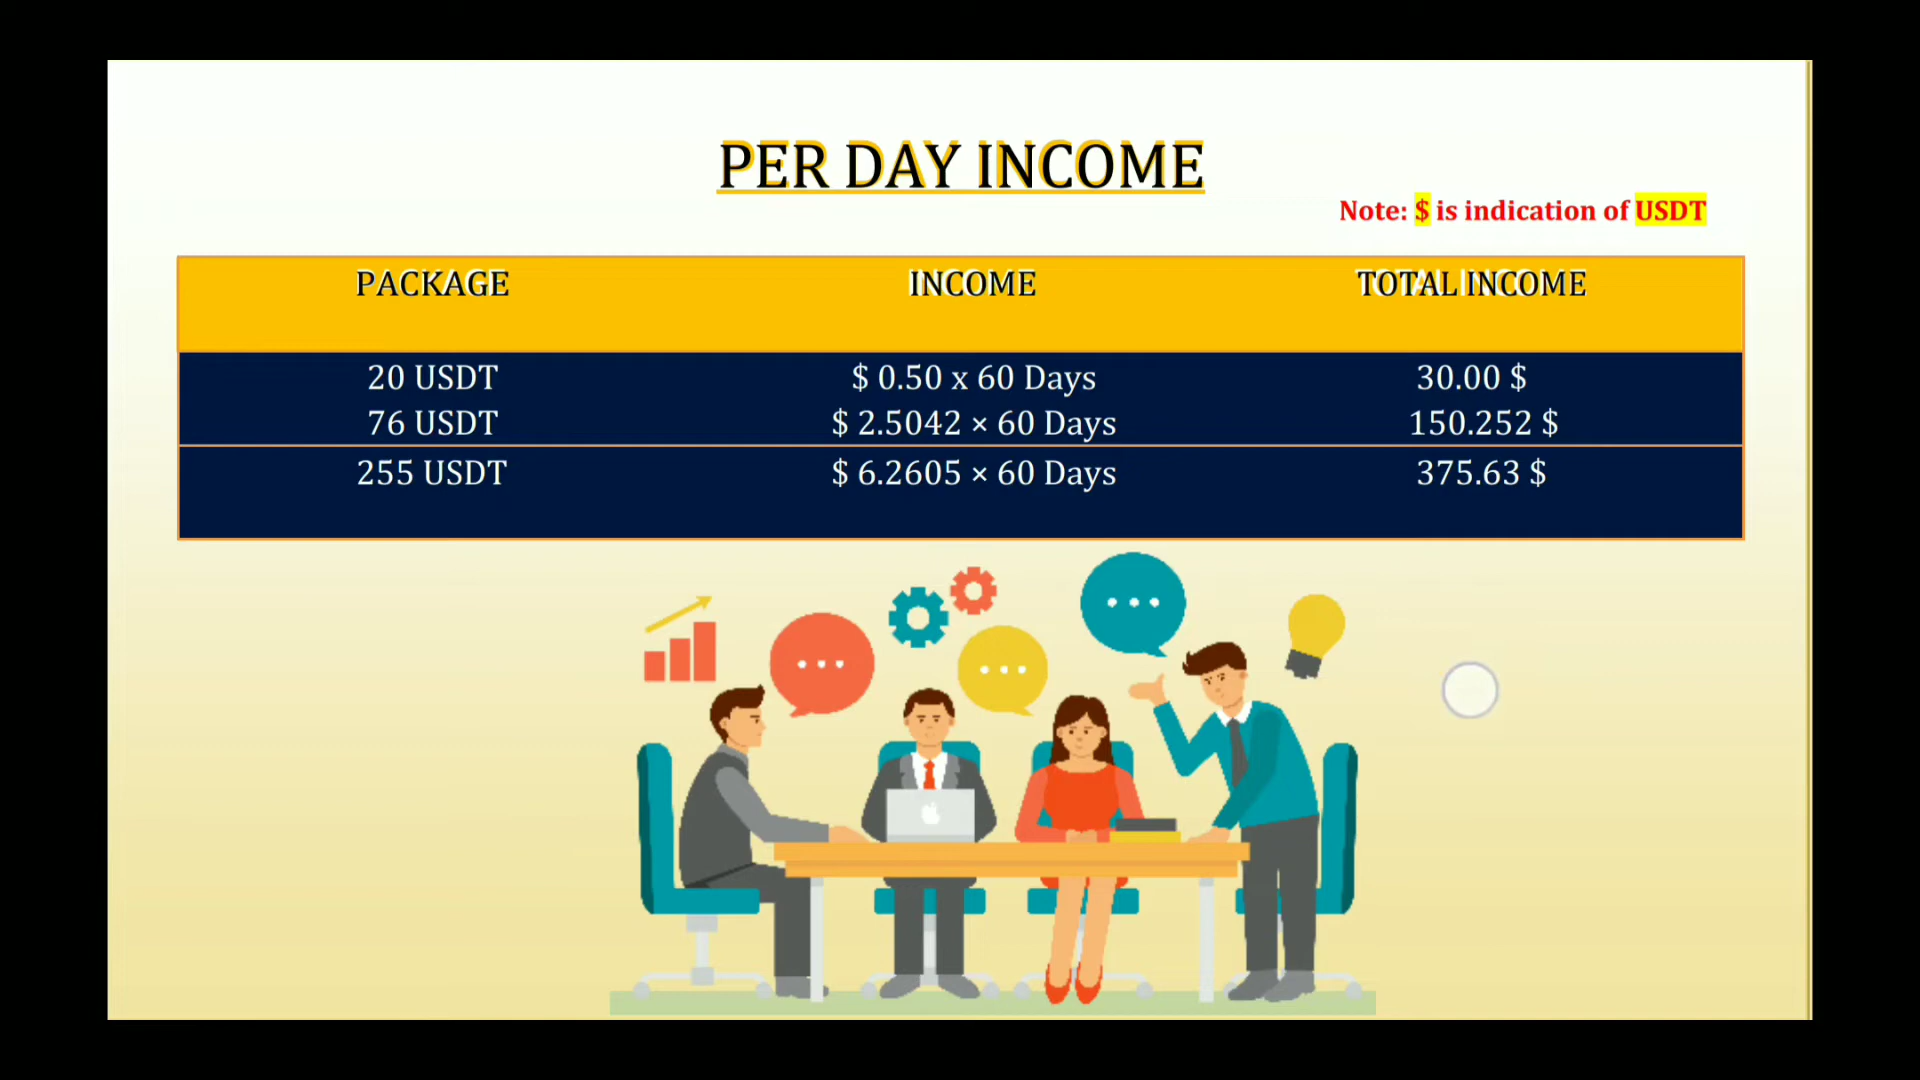 PER DAY INCOME
Note: $ is indication of USDT
PACKAGE INCOME TOTAL INCOME
20 USDT $ 0.50 x 60 Days 30.00 $
76 USDT $ 2.5042 × 60 Days 150.252 $
255 USDT $ 6.2605 × 60 Days 375.63 $